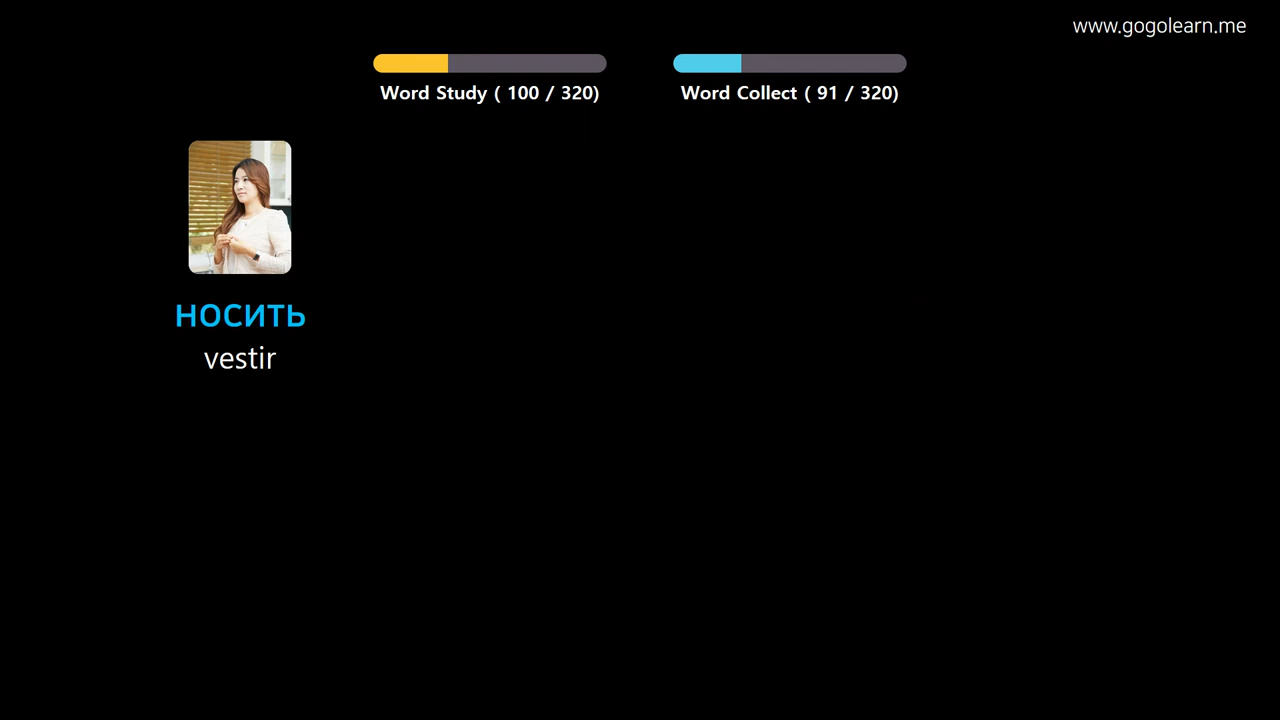 www.gogolearn.me
Word Study ( 100 / 320)
Word Collect ( 91 / 320)
носить
vestir